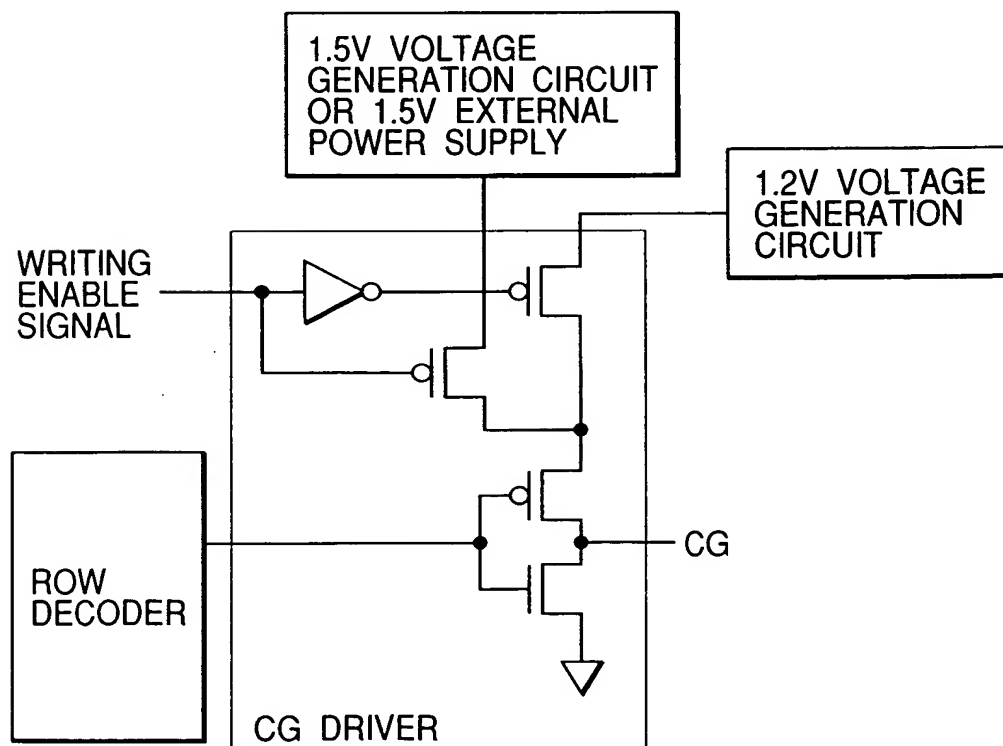 1.5V VOLTAGE
GENERATION CIRCUIT
OR 1.5V EXTERNAL
POWER SUPPLY
1.2V VOLTAGE
GENERATION
CIRCUIT
WRITING
ENABLE
SIGNAL
CG
ROW
DECODER
CG DRIVER